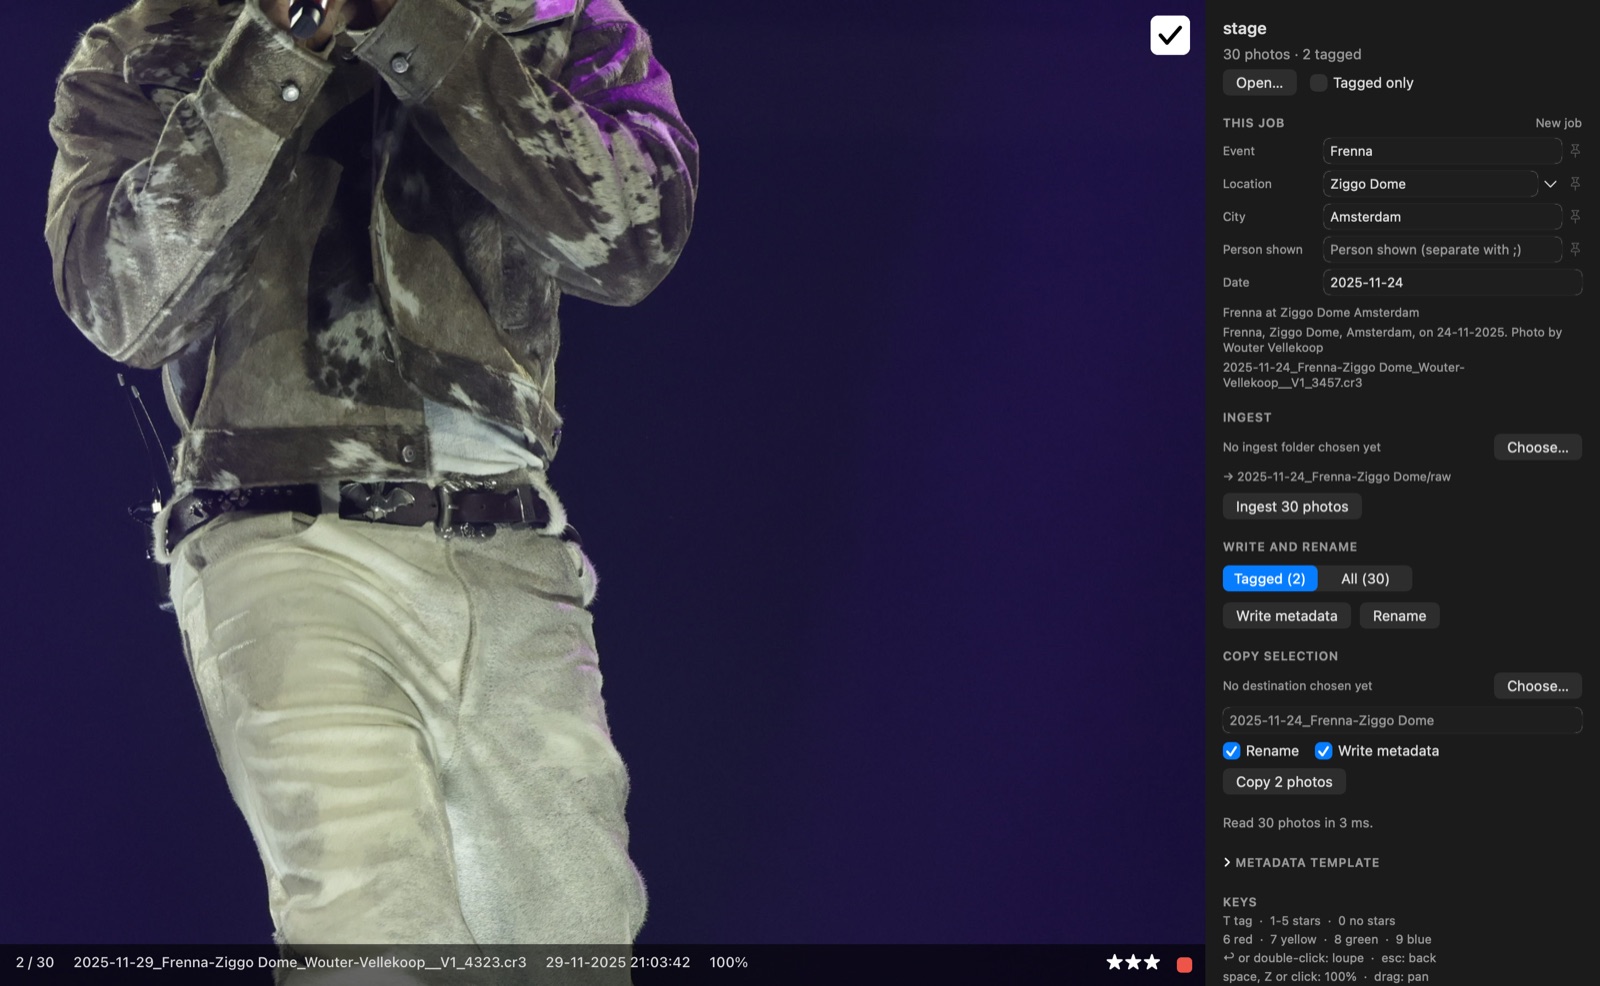 stage
30 photos · 2 tagged
Open...
Tagged only
THIS JOB
New job
Event
Frenna
Location
Ziggo Dome
City
Amsterdam
Person shown
Person shown (separate with ;)
Date
2025-11-24
Frenna at Ziggo Dome Amsterdam
Frenna, Ziggo Dome, Amsterdam, on 24-11-2025. Photo by
Wouter Vellekoop
2025-11-24_Frenna-Ziggo Dome_Wouter-
Vellekoop__V1_3457.cr3
INGEST
No ingest folder chosen yet
Choose...
→ 2025-11-24_Frenna-Ziggo Dome/raw
Ingest 30 photos
WRITE AND RENAME
Tagged (2)
All (30)
Write metadata
Rename
COPY SELECTION
No destination chosen yet
Choose...
2025-11-24_Frenna-Ziggo Dome
Rename
Write metadata
Copy 2 photos
Read 30 photos in 3 ms.
METADATA TEMPLATE
KEYS
T tag · 1-5 stars · 0 no stars
6 red · 7 yellow · 8 green · 9 blue
↩ or double-click: loupe · esc: back
space, Z or click: 100% · drag: pan
2 / 30
2025-11-29_Frenna-Ziggo Dome_Wouter-Vellekoop__V1_4323.cr3
29-11-2025 21:03:42
100%